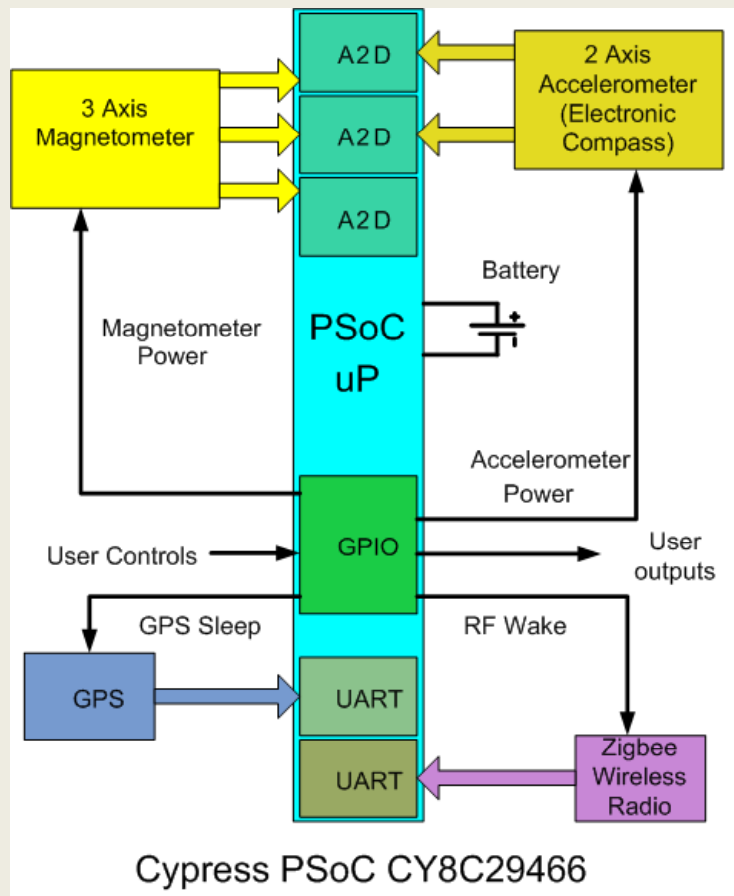 A2D
A2D
A2D
3 Axis
Magnetometer
2 Axis
Accelerometer
(Electronic
Compass)
Battery
+
PSoC
uP
Magnetometer
Power
Accelerometer
Power
User Controls
GPIO
User
outputs
GPS Sleep
RF Wake
GPS
UART
UART
Zigbee
Wireless
Radio
Cypress PSoC CY8C29466